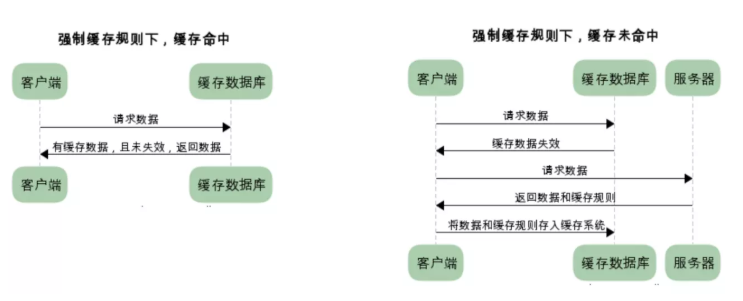 强制缓存规则下，缓存命中
客户端
缓存数据库
请求数据
有缓存数据，且未失效，返回数据
客户端
缓存数据库
强制缓存规则下，缓存未命中
客户端
缓存数据库
服务器
请求数据
缓存数据失效
请求数据
返回数据和缓存规则
将数据和缓存规则存入缓存系统
客户端
缓存数据库
服务器